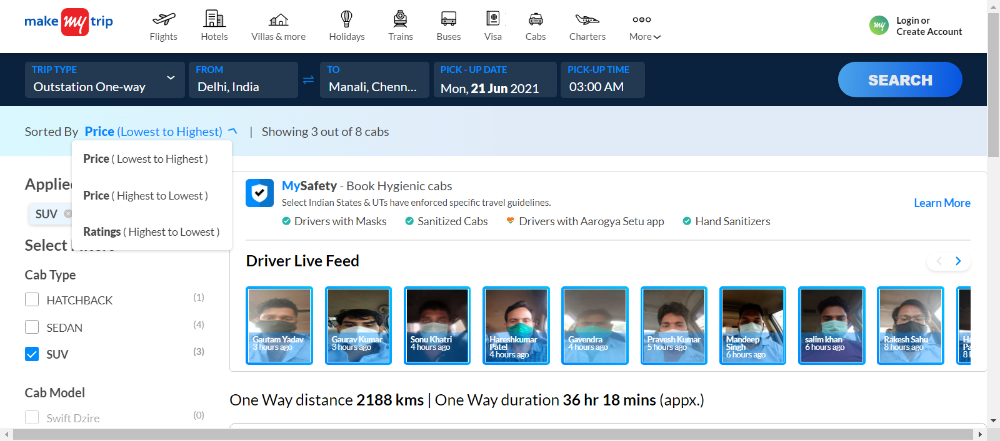 make my trip
Flights
Hotels
Villas & more
Holidays
Trains
Buses
Visa
Cabs
Charters
More
my
Login or
Create Account
TRIP TYPE
Outstation One-way
FROM
Delhi, India
TO
Manali, Chenn...
PICK - UP DATE
Mon, 21 Jun 2021
PICK-UP TIME
03:00 AM
SEARCH
Sorted By Price (Lowest to Highest) | Showing 3 out of 8 cabs
Price ( Lowest to Highest )
Price ( Highest to Lowest )
Ratings ( Highest to Lowest )
SUV
Select
Cab Type
HATCHBACK (1)
SEDAN (4)
SUV (3)
Cab Model
Swift Dzire (0)
MySafety - Book Hygienic cabs
Select Indian States & UTs have enforced specific travel guidelines.
Learn More
Drivers with Masks
Sanitized Cabs
Drivers with Aarogya Setu app
Hand Sanitizers
Driver Live Feed
Gautam Yadav
3 hours ago
Gaurav Kumar
3 hours ago
Sonu Khatri
4 hours ago
Hareshkumar
Patel
4 hours ago
Gavendra
4 hours ago
Pravesh Kumar
5 hours ago
Mandeep
Singh
6 hours ago
salim khan
6 hours ago
Rakesh Sahu
8 hours ago
One Way distance 2188 kms | One Way duration 36 hr 18 mins (appx.)